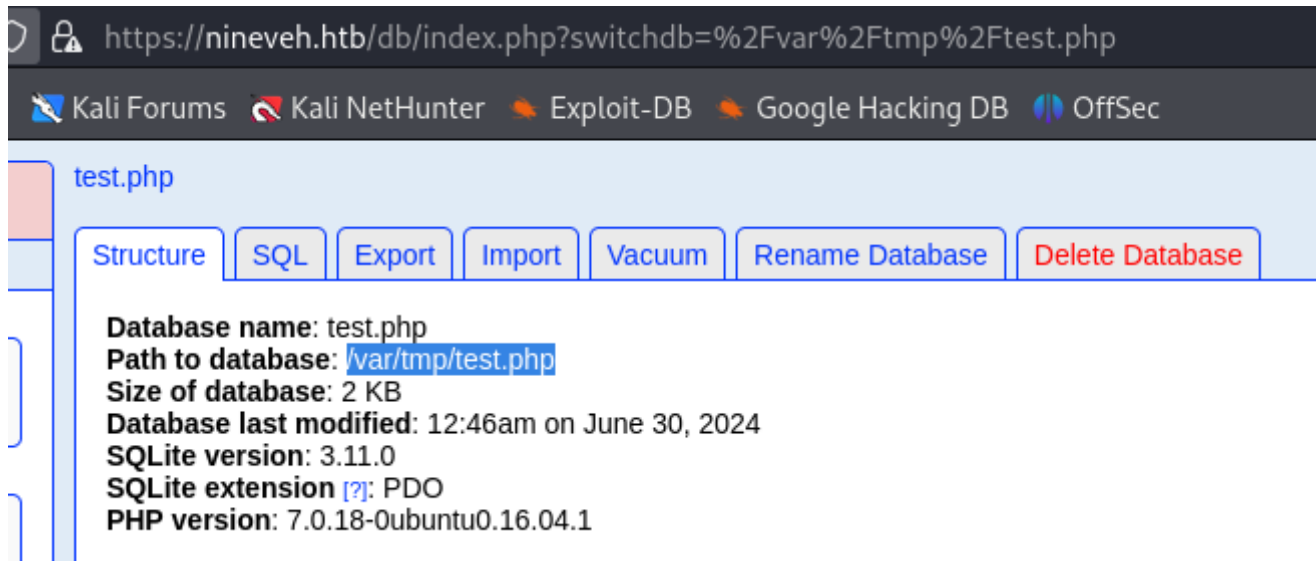 https://nineveh.htb/db/index.php?switchdb=%2Fvar%2Ftmp%2Ftest.php
Kali Forums Kali NetHunter Exploit-DB Google Hacking DB OffSec
test.php
Structure SQL Export Import Vacuum Rename Database Delete Database
Database name: test.php
Path to database: /var/tmp/test.php
Size of database: 2 KB
Database last modified: 12:46am on June 30, 2024
SQLite version: 3.11.0
SQLite extension [?]: PDO
PHP version: 7.0.18-0ubuntu0.16.04.1